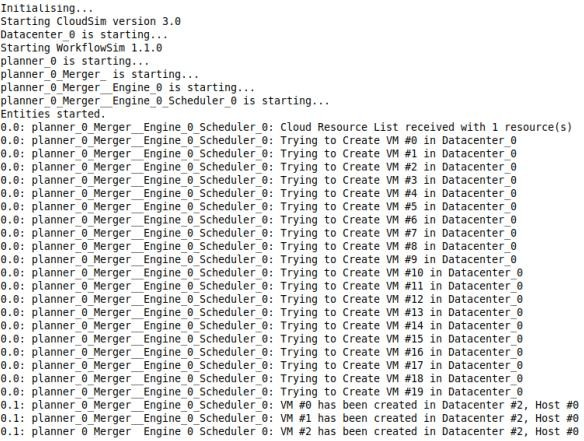 Initialising...
Starting CloudSim version 3.0
Datacenter_0 is starting...
Starting WorkflowSim 1.1.0
planner_0 is starting...
planner_0_Merger_ is starting...
planner_0_Merger__Engine_0 is starting...
planner_0_Merger__Engine_0_Scheduler_0 is starting...
Entities started.
0.0: planner_0_Merger__Engine_0_Scheduler_0: Cloud Resource List received with 1 resource(s)
0.0: planner_0_Merger__Engine_0_Scheduler_0: Trying to Create VM #0 in Datacenter_0
0.0: planner_0_Merger__Engine_0_Scheduler_0: Trying to Create VM #1 in Datacenter_0
0.0: planner_0_Merger__Engine_0_Scheduler_0: Trying to Create VM #2 in Datacenter_0
0.0: planner_0_Merger__Engine_0_Scheduler_0: Trying to Create VM #3 in Datacenter_0
0.0: planner_0_Merger__Engine_0_Scheduler_0: Trying to Create VM #4 in Datacenter_0
0.0: planner_0_Merger__Engine_0_Scheduler_0: Trying to Create VM #5 in Datacenter_0
0.0: planner_0_Merger__Engine_0_Scheduler_0: Trying to Create VM #6 in Datacenter_0
0.0: planner_0_Merger__Engine_0_Scheduler_0: Trying to Create VM #7 in Datacenter_0
0.0: planner_0_Merger__Engine_0_Scheduler_0: Trying to Create VM #8 in Datacenter_0
0.0: planner_0_Merger__Engine_0_Scheduler_0: Trying to Create VM #9 in Datacenter_0
0.0: planner_0_Merger__Engine_0_Scheduler_0: Trying to Create VM #10 in Datacenter_0
0.0: planner_0_Merger__Engine_0_Scheduler_0: Trying to Create VM #11 in Datacenter_0
0.0: planner_0_Merger__Engine_0_Scheduler_0: Trying to Create VM #12 in Datacenter_0
0.0: planner_0_Merger__Engine_0_Scheduler_0: Trying to Create VM #13 in Datacenter_0
0.0: planner_0_Merger__Engine_0_Scheduler_0: Trying to Create VM #14 in Datacenter_0
0.0: planner_0_Merger__Engine_0_Scheduler_0: Trying to Create VM #15 in Datacenter_0
0.0: planner_0_Merger__Engine_0_Scheduler_0: Trying to Create VM #16 in Datacenter_0
0.0: planner_0_Merger__Engine_0_Scheduler_0: Trying to Create VM #17 in Datacenter_0
0.0: planner_0_Merger__Engine_0_Scheduler_0: Trying to Create VM #18 in Datacenter_0
0.0: planner_0_Merger__Engine_0_Scheduler_0: Trying to Create VM #19 in Datacenter_0
0.1: planner_0_Merger__Engine_0_Scheduler_0: VM #0 has been created in Datacenter #2, Host #0
0.1: planner_0_Merger__Engine_0_Scheduler_0: VM #1 has been created in Datacenter #2, Host #0
0.1: planner_0_Merger__Engine_0_Scheduler_0: VM #2 has been created in Datacenter #2, Host #0